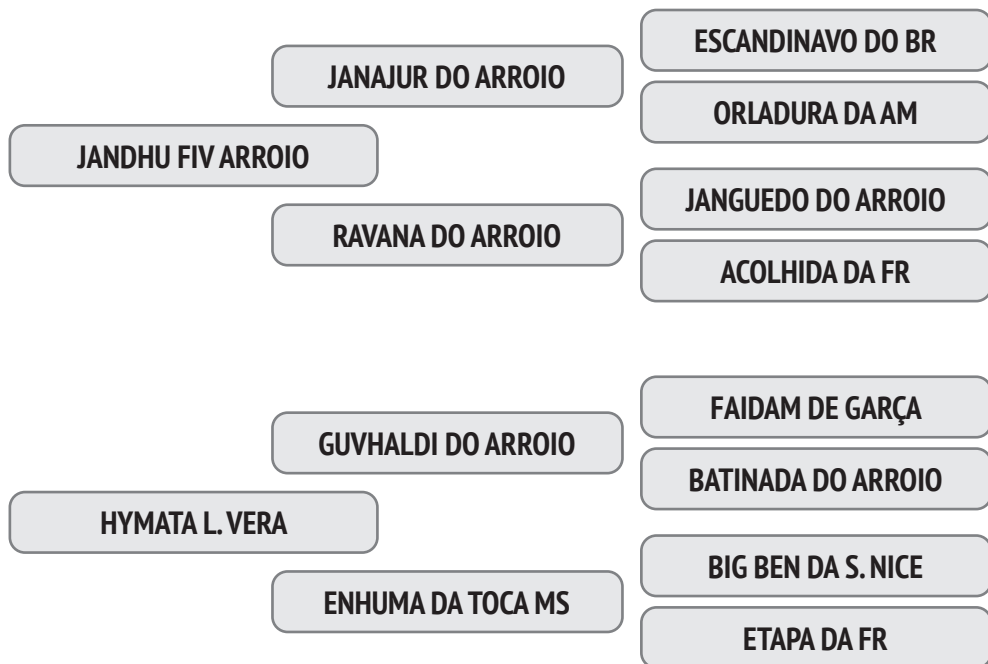 ESCANDINAVO DO BR
JANAJUR DO ARROIO
ORLADURA DA AM
JANDHU FIV ARROIO
JANGUEDO DO ARROIO
RAVANA DO ARROIO
ACOLHIDA DA FR
FAIDAM DE GARÇA
GUVHALDI DO ARROIO
BATINADA DO ARROIO
HYMATA L. VERA
BIG BEN DA S. NICE
ENHUMA DA TOCA MS
ETAPA DA FR